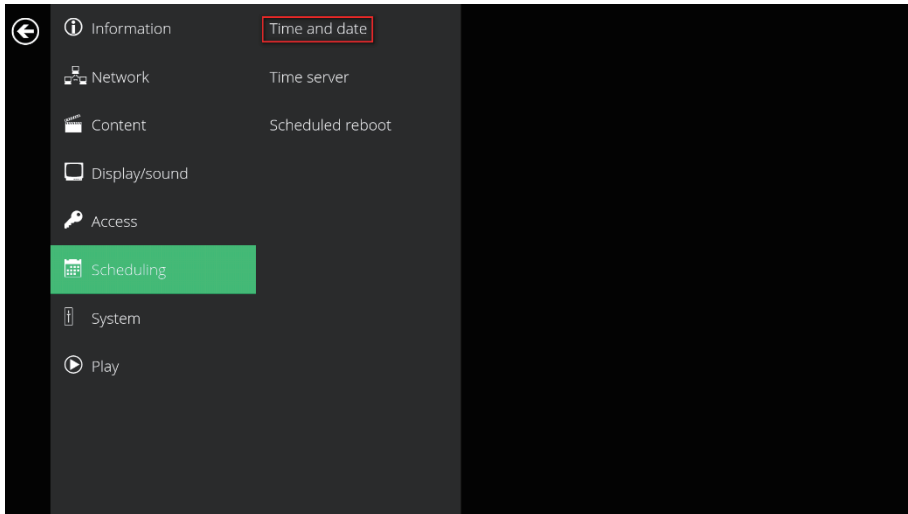 Information
Network
Content
Display/sound
Access
Scheduling
System
Play
Time and date
Time server
Scheduled reboot